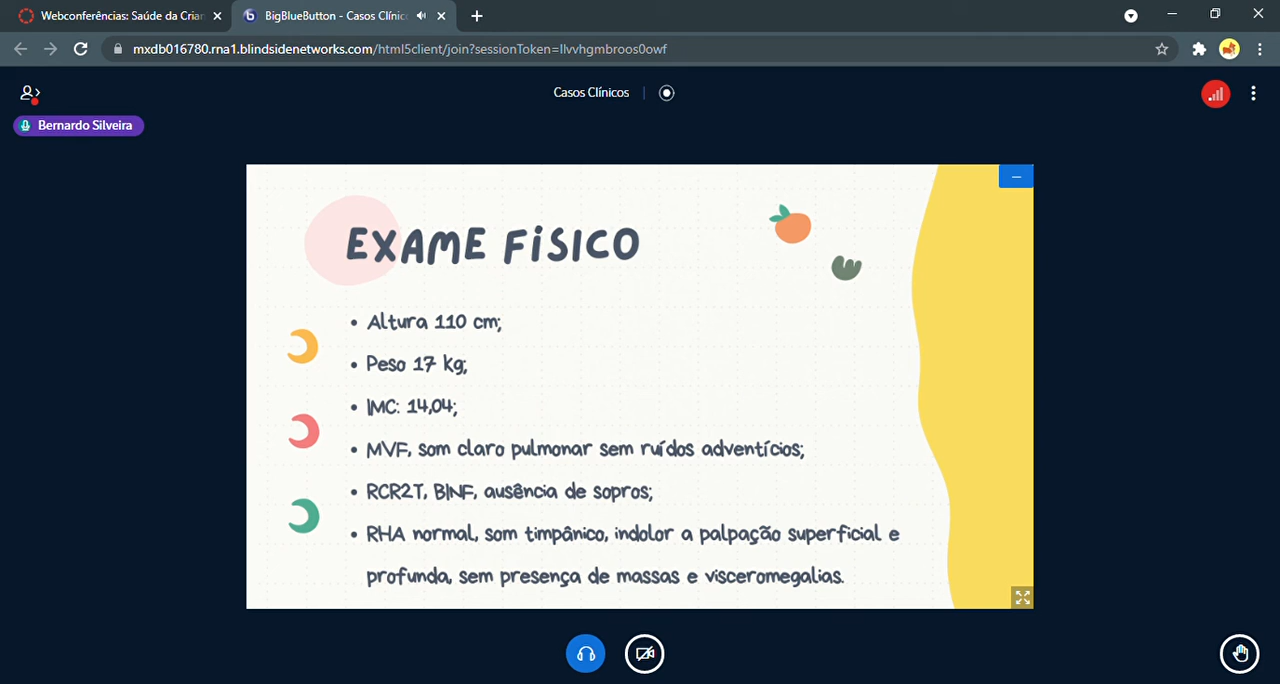 Webconferências: Saúde da Crian
BigBlueButton - Casos Clínic
mxdb016780.rna1.blindsidenetworks.com/html5client/join?sessionToken=llvvhgmbroos0owf
Casos Clínicos
Bernardo Silveira
EXAME FÍSICO
• Altura 110 cm;
• Peso 17 kg;
• IMC: 14,04;
• MVF, som claro pulmonar sem ruídos adventícios;
• RCR2T, BNF, ausência de sopros;
• RHA normal, som timpânico, indolor a palpação superficial e
profunda, sem presença de massas e visceromegalias.